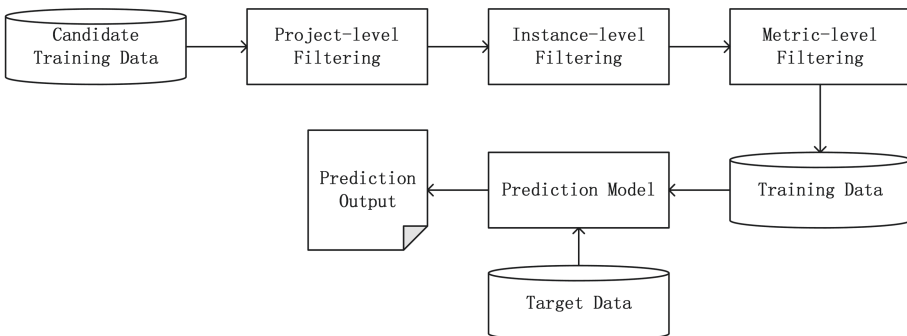 Candidate
Training Data
Project-level
Filtering
Instance-level
Filtering
Metric-level
Filtering
Prediction
Output
Prediction Model
Training Data
Target Data